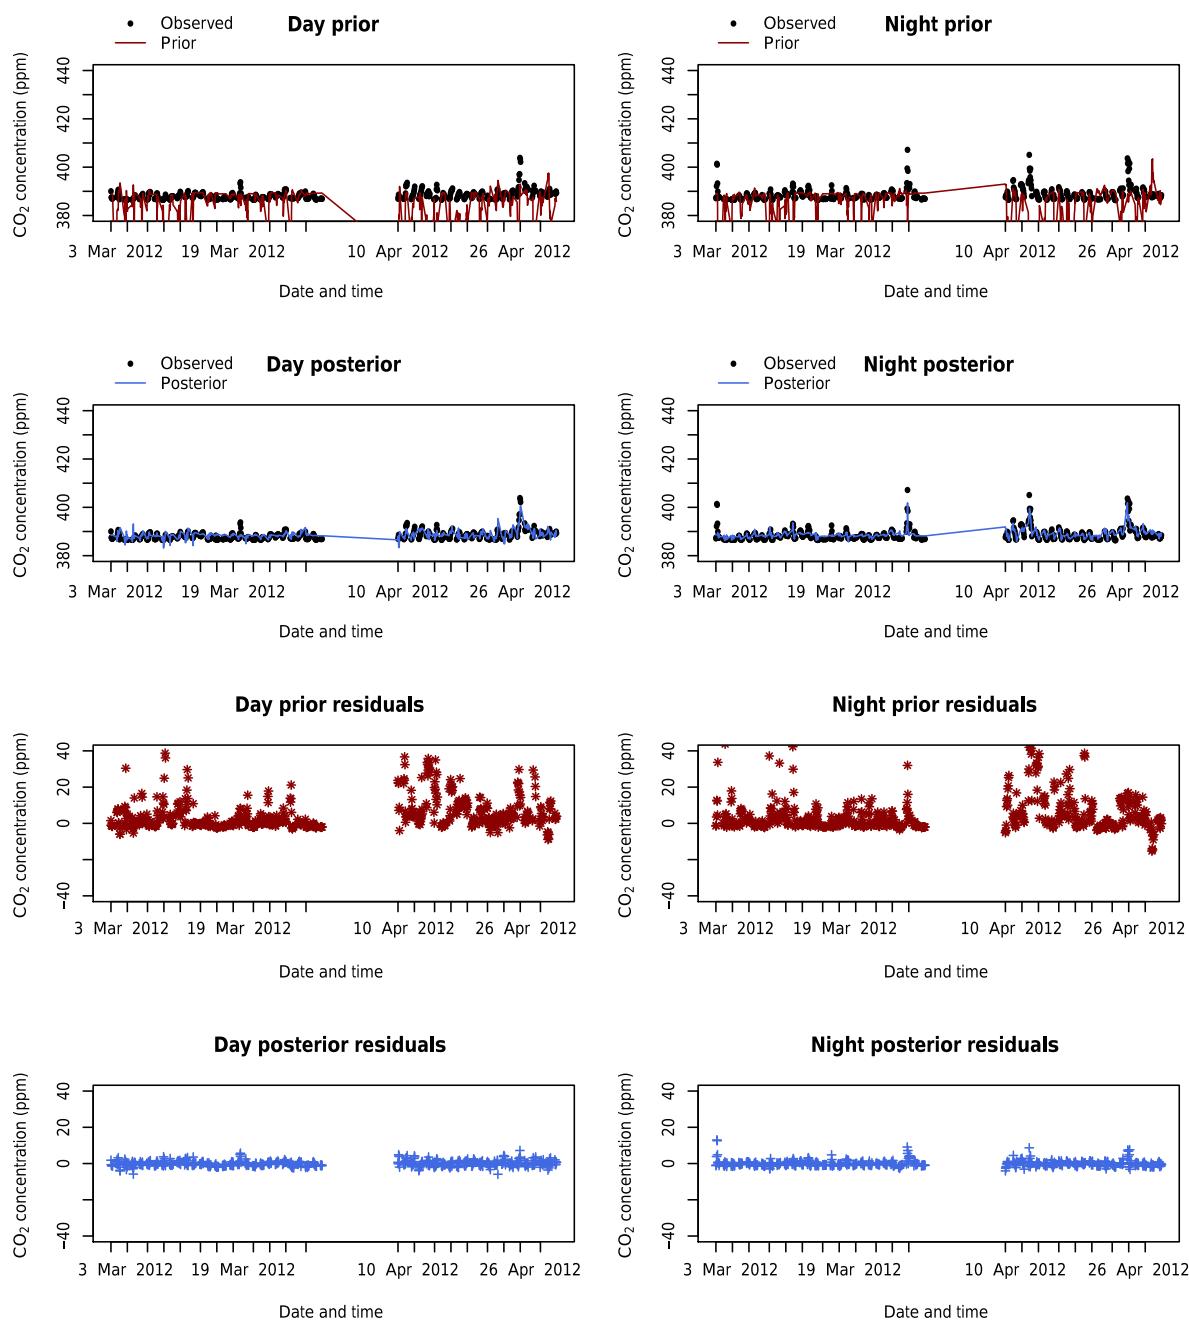 Observed
Prior
Day prior
CO2 concentration (ppm)
440
420
400
380
3 Mar 2012 19 Mar 2012 10 Apr 2012 26 Apr 2012
Date and time
Observed
Prior
Night prior
CO2 concentration (ppm)
440
420
400
380
3 Mar 2012 19 Mar 2012 10 Apr 2012 26 Apr 2012
Date and time
Observed
Posterior
Day posterior
CO2 concentration (ppm)
440
420
400
380
3 Mar 2012 19 Mar 2012 10 Apr 2012 26 Apr 2012
Date and time
Observed
Posterior
Night posterior
CO2 concentration (ppm)
440
420
400
380
3 Mar 2012 19 Mar 2012 10 Apr 2012 26 Apr 2012
Date and time
Day prior residuals
CO2 concentration (ppm)
40
20
0
−40
3 Mar 2012 19 Mar 2012 10 Apr 2012 26 Apr 2012
Date and time
Night prior residuals
CO2 concentration (ppm)
40
20
0
−40
3 Mar 2012 19 Mar 2012 10 Apr 2012 26 Apr 2012
Date and time
Day posterior residuals
CO2 concentration (ppm)
40
20
0
−40
3 Mar 2012 19 Mar 2012 10 Apr 2012 26 Apr 2012
Date and time
Night posterior residuals
CO2 concentration (ppm)
40
20
0
−40
3 Mar 2012 19 Mar 2012 10 Apr 2012 26 Apr 2012
Date and time